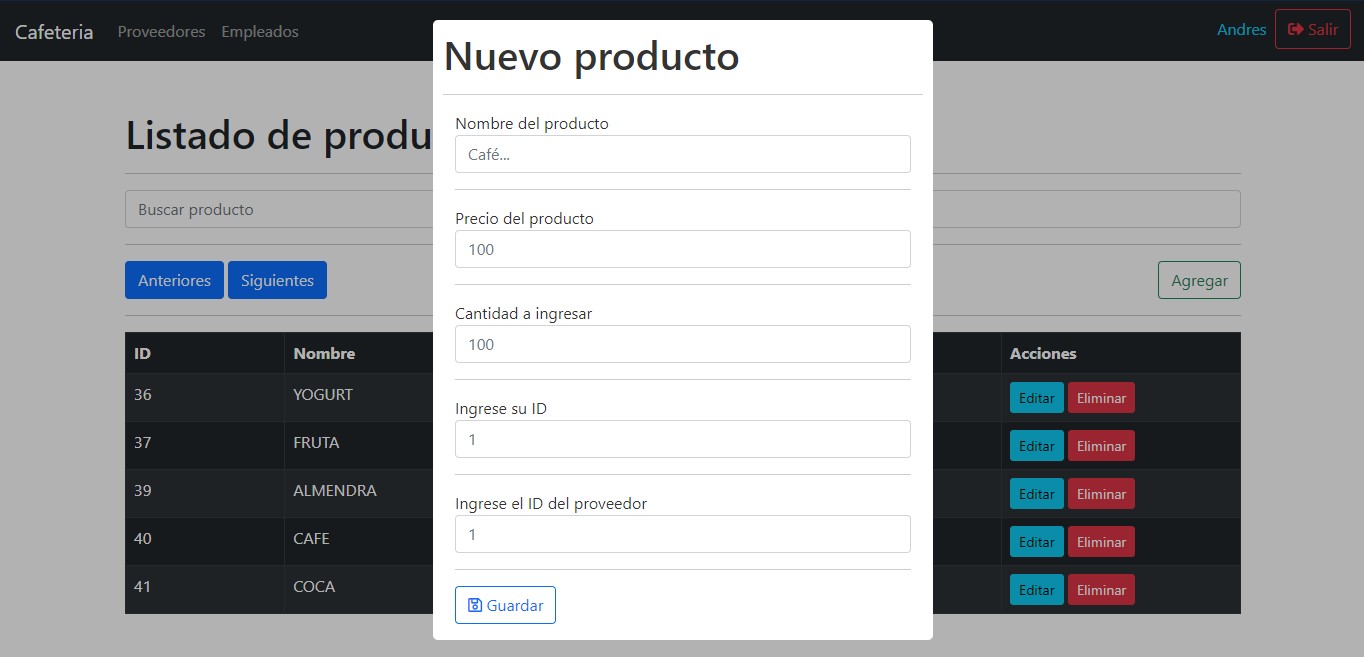 Cafeteria Proveedores Empleados Andres Salir
Nuevo producto
Listado de produ
Nombre del producto
Café...
Buscar producto
Precio del producto
100
Anteriores Siguientes Agregar
Cantidad a ingresar
100
ID Nombre Acciones
36 YOGURT Editar Eliminar
37 FRUTA Editar Eliminar
39 ALMENDRA Editar Eliminar
40 CAFE Editar Eliminar
41 COCA Editar Eliminar
Ingrese su ID
1
Ingrese el ID del proveedor
1
Guardar